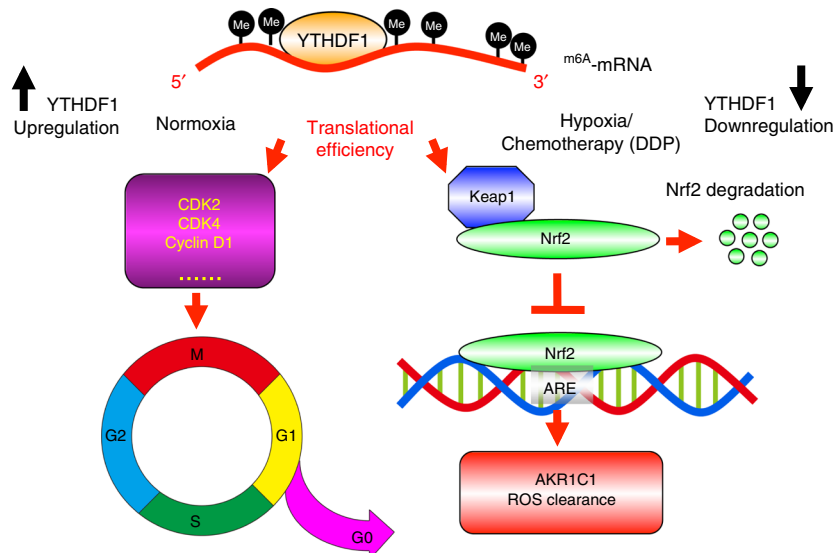 Me
Me
YTHDF1
Me
Me
Me
Me
5′
3′
m6A-mRNA
YTHDF1
Upregulation
Normoxia
Translational
efficiency
Hypoxia/
Chemotherapy (DDP)
YTHDF1
Downregulation
CDK2
CDK4
Cyclin D1
......
Keap1
Nrf2
Nrf2 degradation
Nrf2
ARE
AKR1C1
ROS clearance
M
G1
G2
S
G0